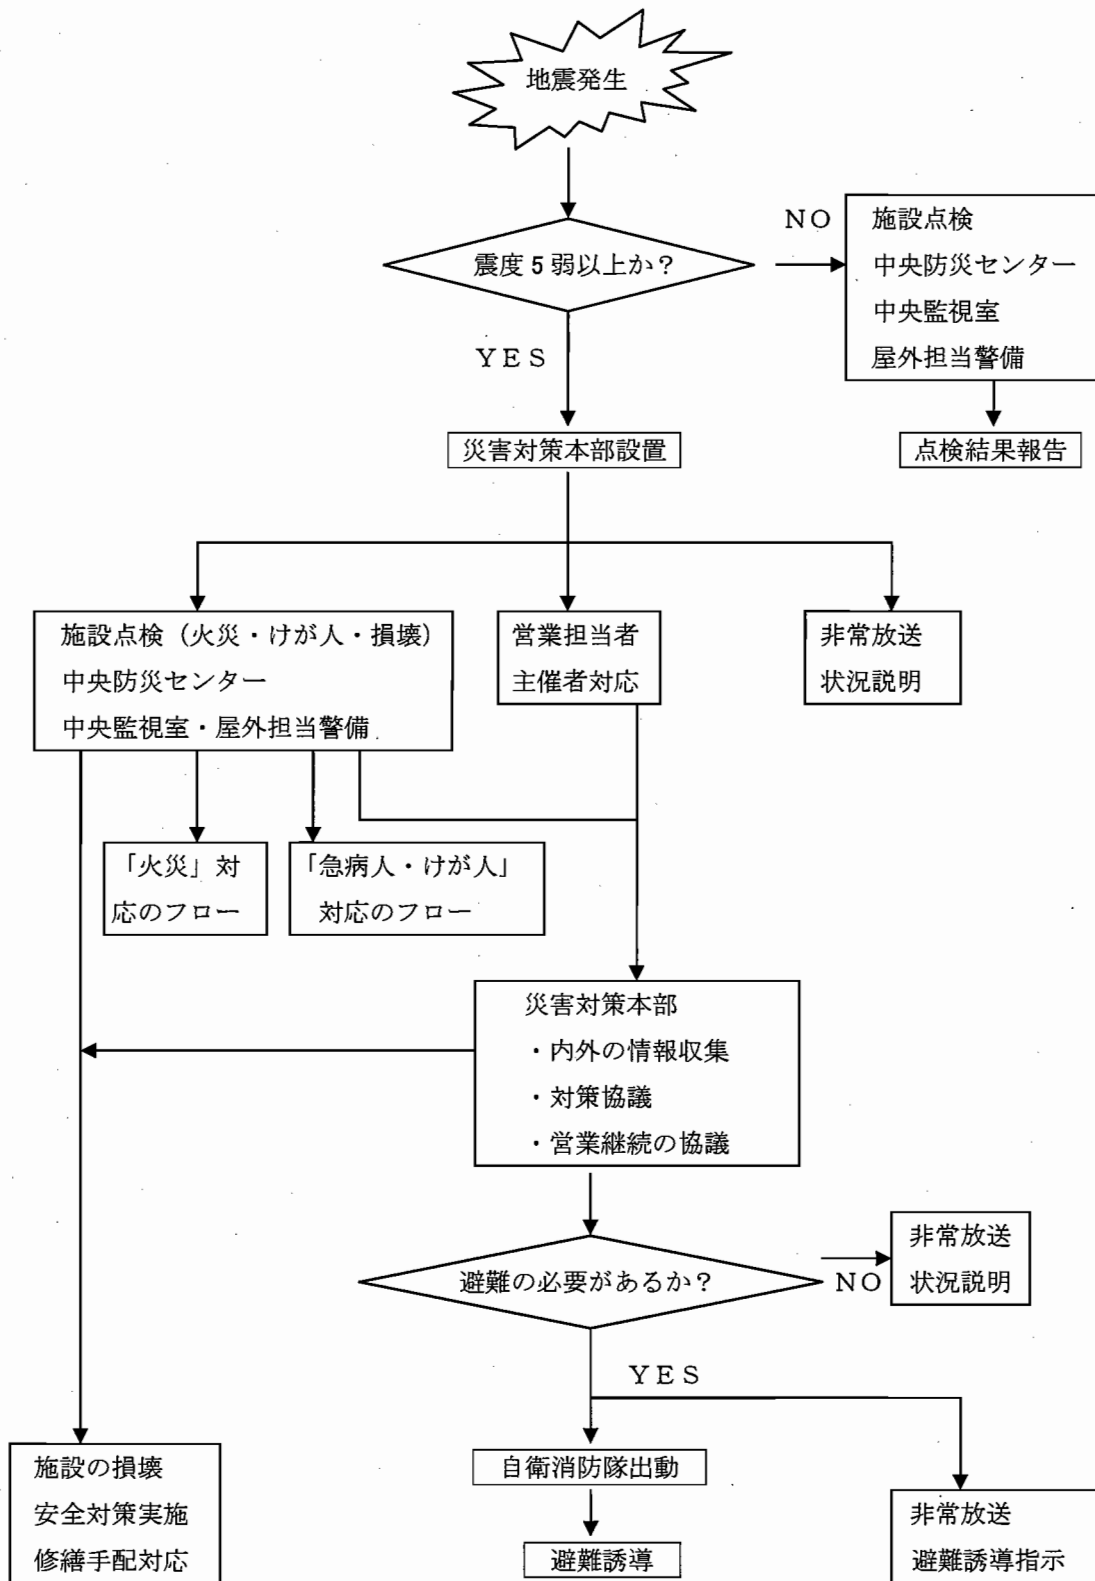 地震発生
震度5弱以上か？
NO
施設点検
中央防災センター
中央監視室
屋外担当警備
YES
災害対策本部設置
点検結果報告
施設点検（火災・けが人・損壊）
中央防災センター
中央監視室・屋外担当警備
営業担当者
主催者対応
非常放送
状況説明
「火災」対
応のフロー
「急病人・けが人」
対応のフロー
災害対策本部
・内外の情報収集
・対策協議
・営業継続の協議
避難の必要があるか？
NO
非常放送
状況説明
YES
施設の損壊
安全対策実施
修繕手配対応
自衛消防隊出動
避難誘導
非常放送
避難誘導指示